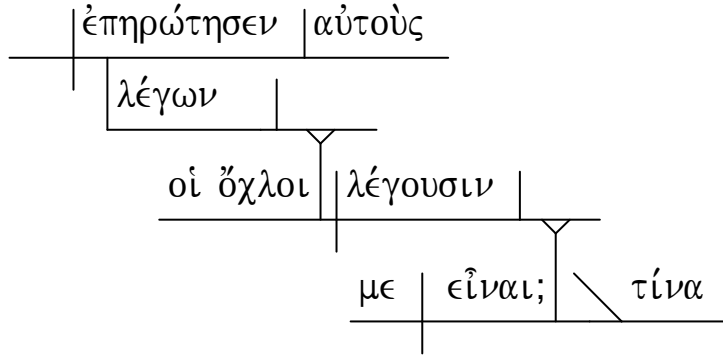 ἐπηρώτησεν αὐτοὺς
λέγων
οἱ ὄχλοι λέγουσιν
με εἶναι; τίνα